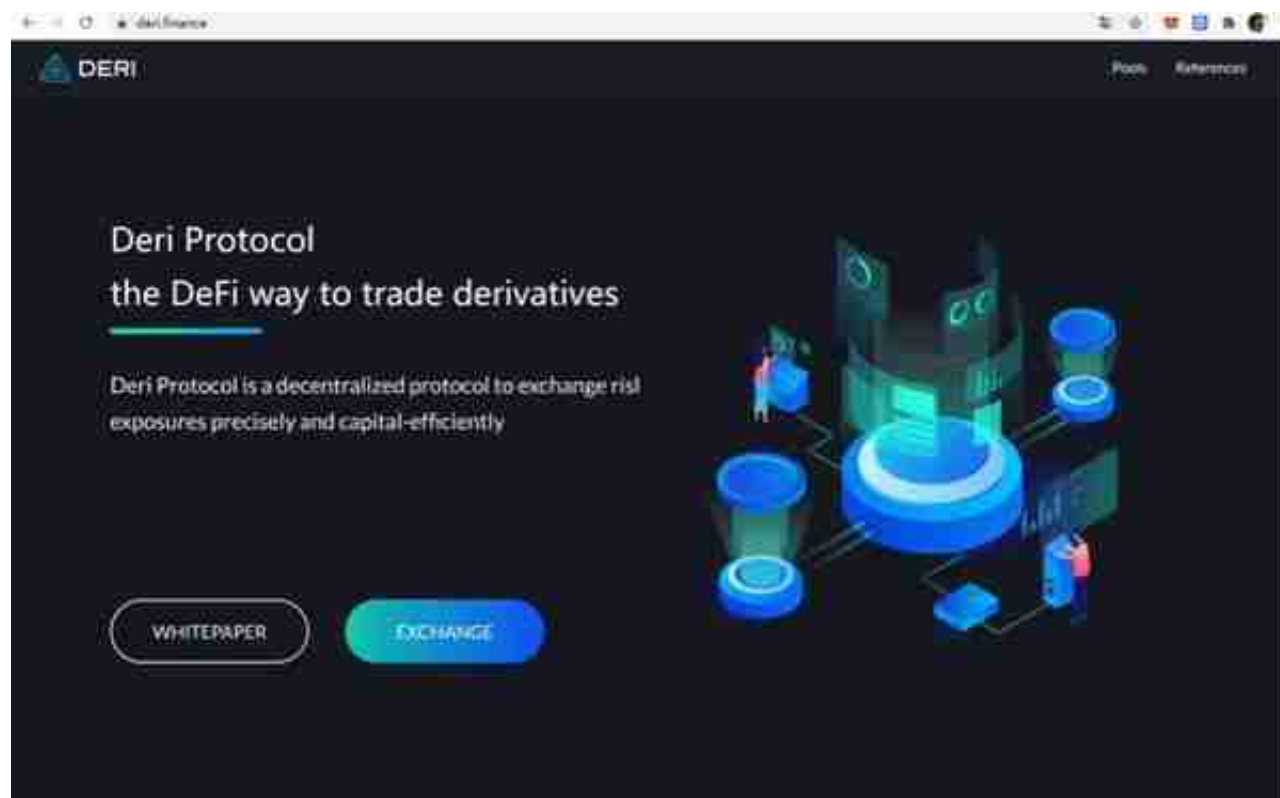 deri.finance
DERI
Pools References
Deri Protocol
the DeFi way to trade derivatives
Deri Protocol is a decentralized protocol to exchange risl
exposures precisely and capital-efficiently
WHITEPAPER EXCHANGE